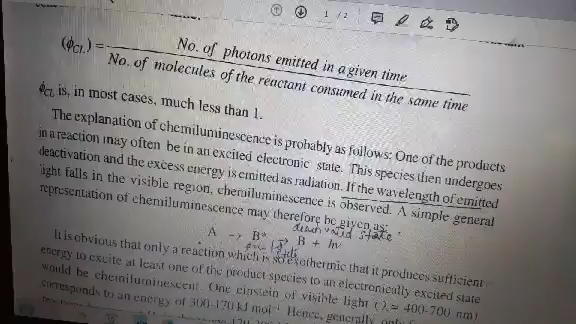 1 / 2
(ϕCL) = No. of photons emitted in a given time
No. of molecules of the reactant consumed in the same time
ϕCL is, in most cases, much less than 1.
The explanation of chemiluminescence is probably as follows: One of the products
in a reaction may often be in an excited electronic state. This species then undergoes
deactivation and the excess energy is emitted as radiation. If the wavelength of emitted
light falls in the visible region, chemiluminescence is observed. A simple general
representation of chemiluminescence may therefore be given as:
state
A → B* → B + hν
It is obvious that only a reaction which is so exothermic that it produces sufficient
energy to excite at least one of the product species to an electronically excited state
would be chemiluminescent. One einstein of visible light (λ ≈ 400-700 nm)
corresponds to an energy of 300-170 kJ mol⁻¹ Hence, generally, only